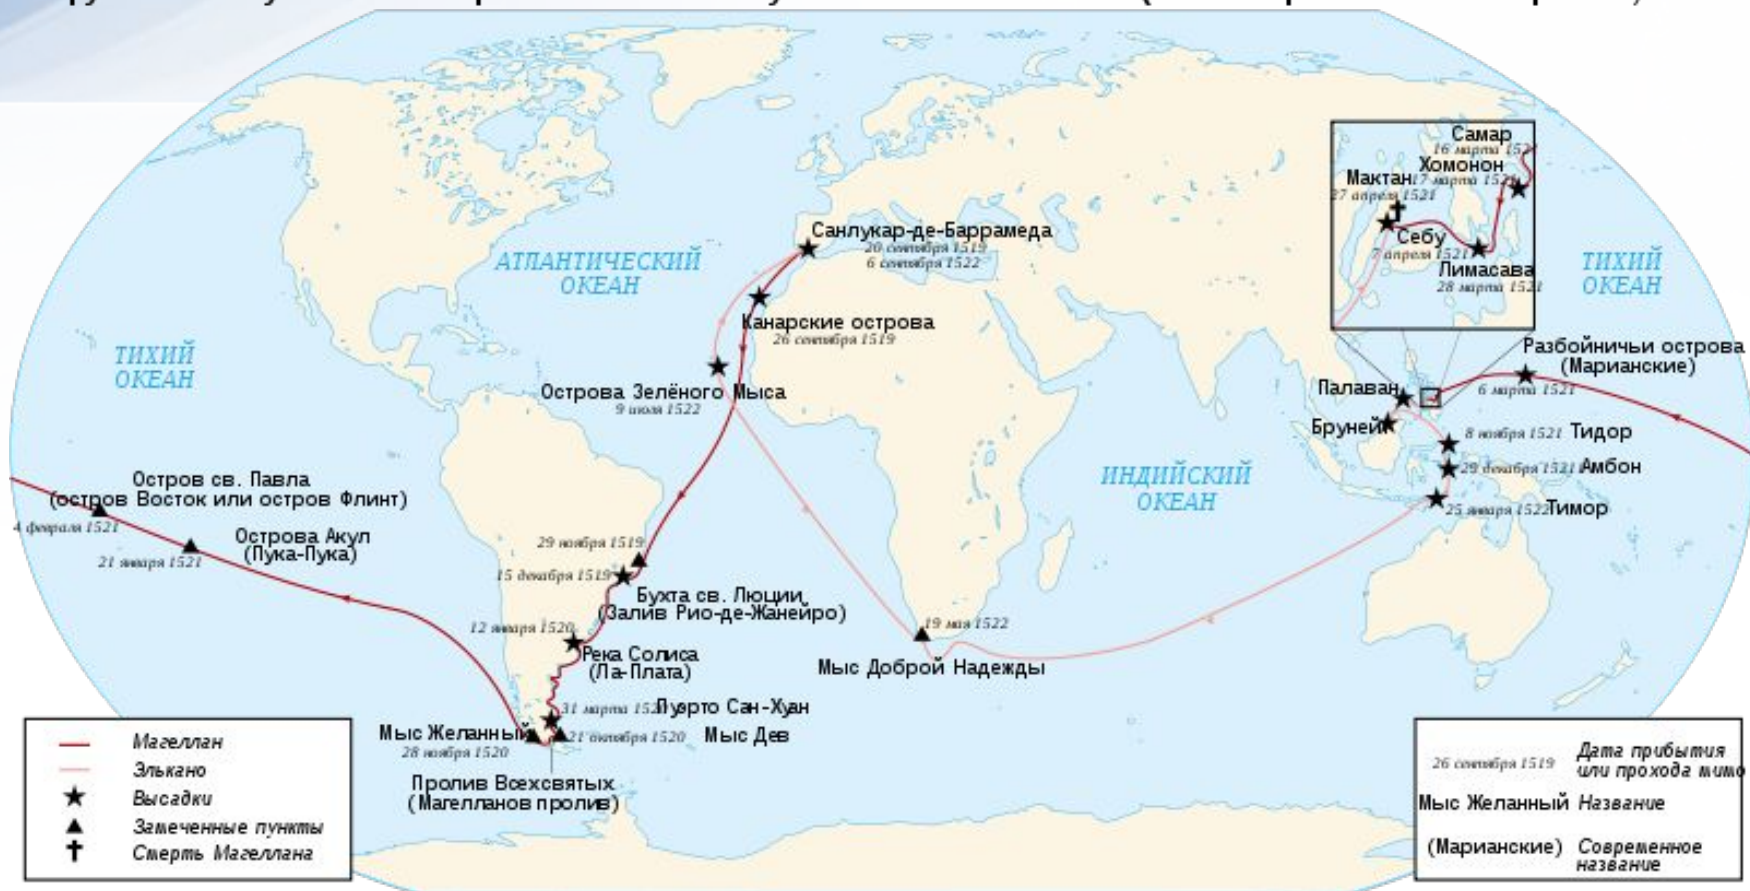 Самар
16 марта 1521
Хомонон
17 марта 1521
Мактан
27 апреля 1521
Себу
7 апреля 1521
Лимасава
28 марта 1521
Санлукар-де-Баррамеда
20 сентября 1519
6 сентября 1522
АТЛАНТИЧЕСКИЙ
ОКЕАН
ТИХИЙ
ОКЕАН
Канарские острова
26 сентября 1519
ТИХИЙ
ОКЕАН
Разбойничьи острова
(Марианские)
6 марта 1521
Острова Зелёного Мыса
9 июля 1522
Палаван
Бруней
8 ноября 1521 Тидор
29 декабря 1521 Амбон
25 января 1522 Тимор
ИНДИЙСКИЙ
ОКЕАН
Остров св. Павла
(остров Восток или остров Флинт)
4 февраля 1521
Острова Акул
(Пука-Пука)
21 января 1521
29 ноября 1519
15 декабря 1519
Бухта св. Люции
(Залив Рио-де-Жанейро)
12 января 1520
Река Солиса
(Ла-Плата)
19 мая 1522
Мыс Доброй Надежды
31 марта 1520 Пуэрто Сан-Хуан
Мыс Желанный
28 ноября 1520
21 октября 1520 Мыс Дев
Пролив Всехсвятых
(Магелланов пролив)
Магеллан
Элькано
Высадки
Замеченные пункты
Смерть Магеллана
26 сентября 1519 Дата прибытия
или прохода мимо
Мыс Желанный Название
(Марианские) Современное
название